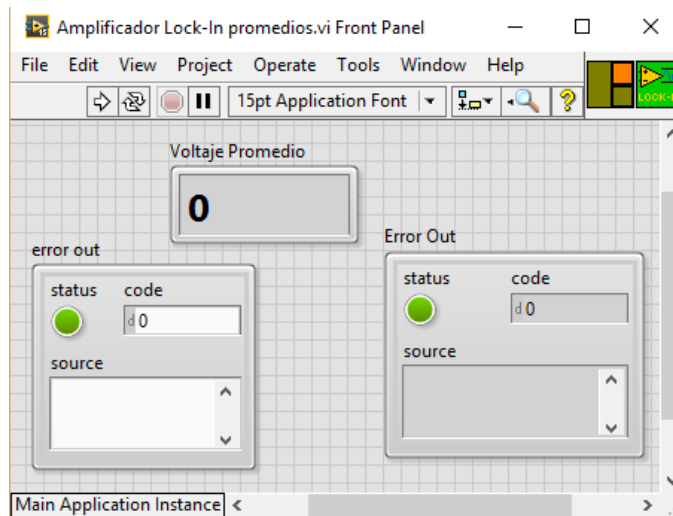 Amplificador Lock-In promedios.vi Front Panel
File Edit View Project Operate Tools Window Help
15pt Application Font
LOCK-
Voltaje Promedio
0
error out
status code
d 0
source
Error Out
status code
d 0
source
Main Application Instance